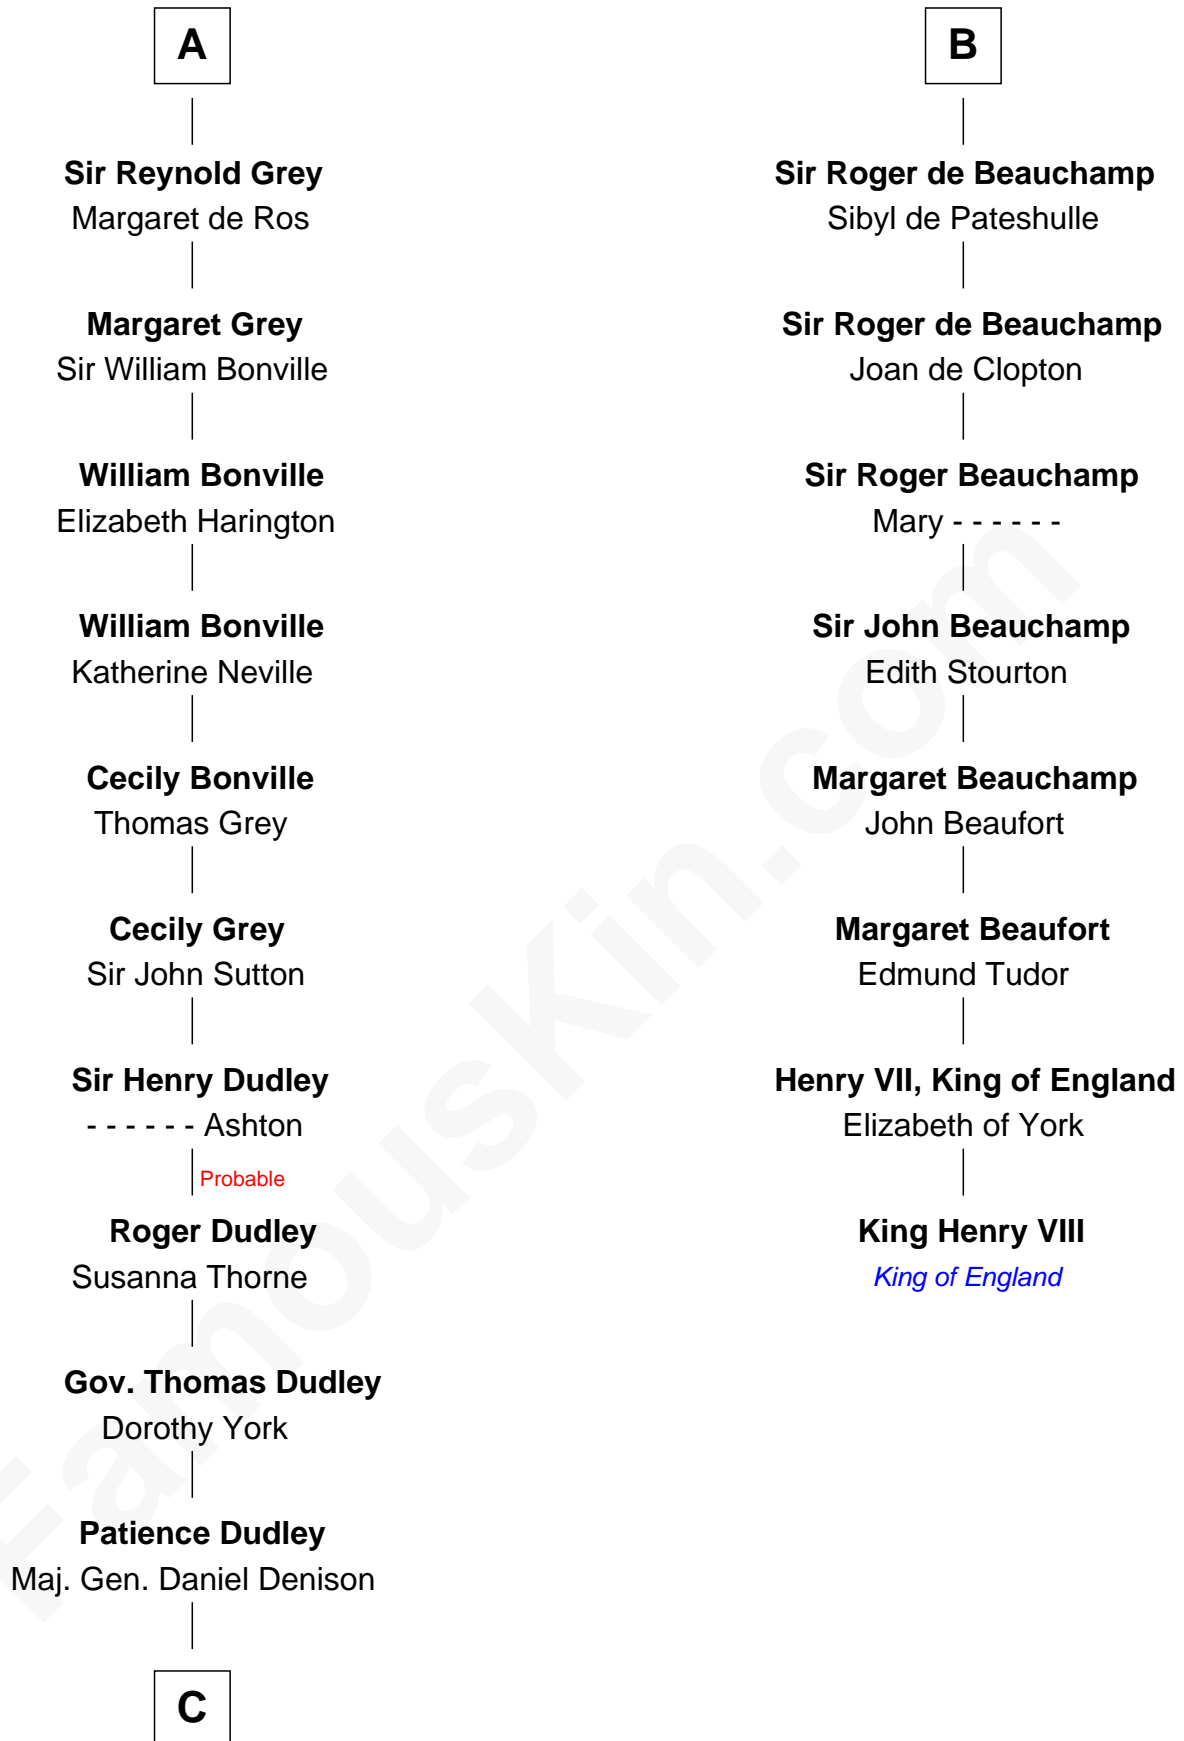 A
Sir Reynold Grey
Margaret de Ros
Margaret Grey
Sir William Bonville
William Bonville
Elizabeth Harington
William Bonville
Katherine Neville
Cecily Bonville
Thomas Grey
Cecily Grey
Sir John Sutton
Sir Henry Dudley
- - - - - - Ashton
Probable
Roger Dudley
Susanna Thorne
Gov. Thomas Dudley
Dorothy York
Patience Dudley
Maj. Gen. Daniel Denison
C
B
Sir Roger de Beauchamp
Sibyl de Pateshulle
Sir Roger de Beauchamp
Joan de Clopton
Sir Roger Beauchamp
Mary - - - - - -
Sir John Beauchamp
Edith Stourton
Margaret Beauchamp
John Beaufort
Margaret Beaufort
Edmund Tudor
Henry VII, King of England
Elizabeth of York
King Henry VIII
King of England
FamousKin.com